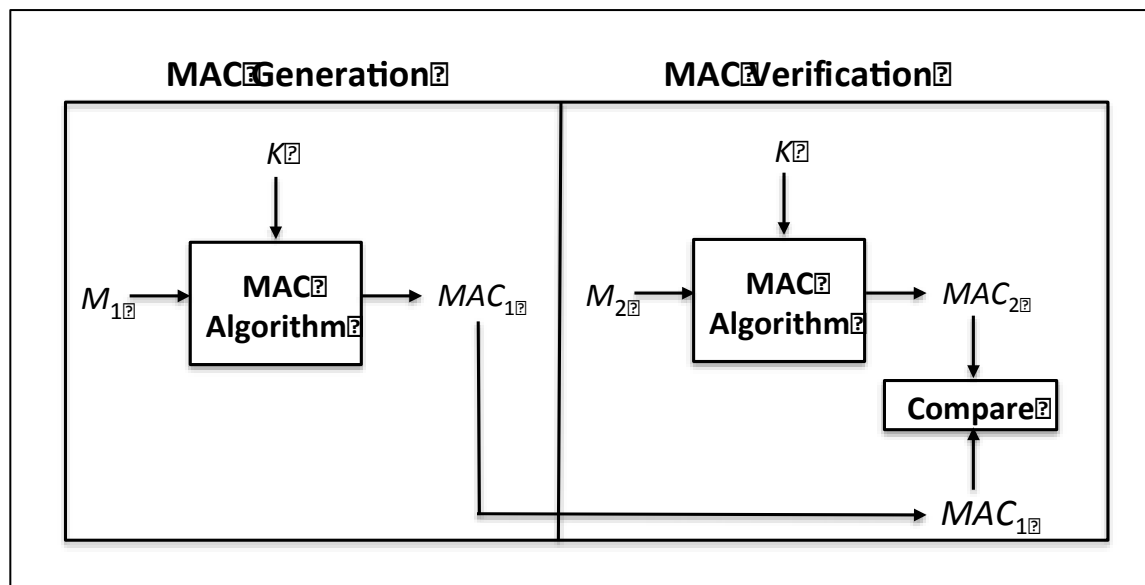 MAC Generation
MAC Verification
K
K
M1
MAC
Algorithm
MAC1
M2
MAC
Algorithm
MAC2
Compare
MAC1